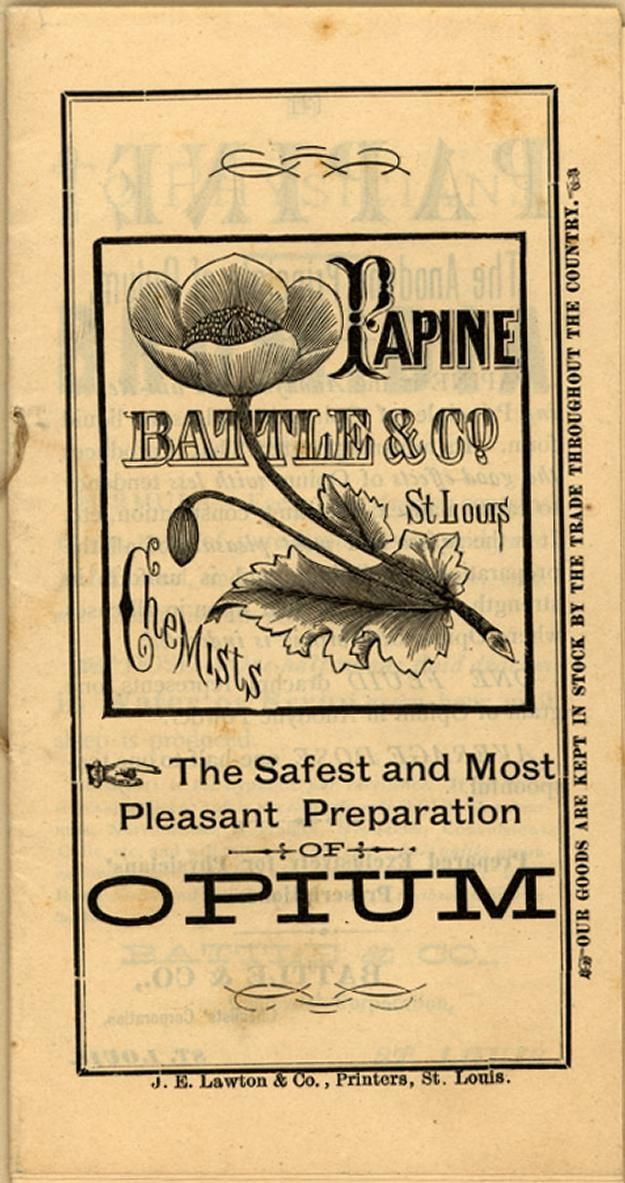 PAPINE
BATTLE & CO
St Louis
CHeMIsTs
The Safest and Most
Pleasant Preparation
OF
OPIUM
J. E. Lawton & Co., Printers, St. Louis.
OUR GOODS ARE KEPT IN STOCK BY THE TRADE THROUGHOUT THE COUNTRY.